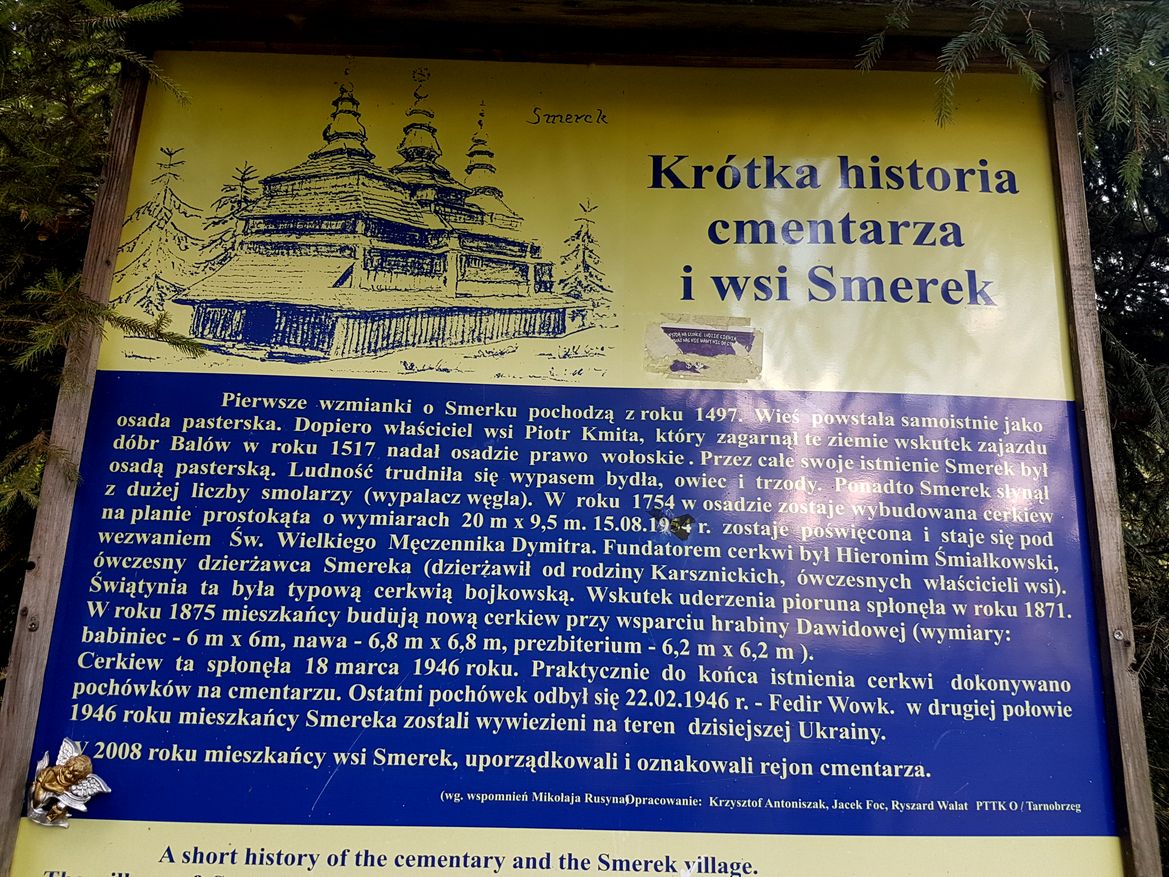 Smerek
Krótka historia
cmentarza
i wsi Smerek
Pierwsze wzmianki o Smerku pochodzą z roku 1497. Wieś powstała samoistnie jako
osada pasterska. Dopiero właściciel wsi Piotr Kmita, który zagarnął te ziemie wskutek zajazdu
dóbr Balów w roku 1517 nadał osadzie prawo wołoskie. Przez całe swoje istnienie Smerek był
osadą pasterską. Ludność trudniła się wypasem bydła, owiec i trzody. Ponadto Smerek słynął
z dużej liczby smolarzy (wypalacz węgla). W roku 1754 w osadzie zostaje wybudowana cerkiew
na planie prostokąta o wymiarach 20 m x 9,5 m. 15.08. r. zostaje poświęcona i staje się pod
wezwaniem Św. Wielkiego Męczennika Dymitra. Fundatorem cerkwi był Hieronim Śmiałkowski,
ówczesny dzierżawca Smereka (dzierżawił od rodziny Karsznickich, ówczesnych właścicieli wsi).
Świątynia ta była typową cerkwią bojkowską. Wskutek uderzenia pioruna spłonęła w roku 1871.
W roku 1875 mieszkańcy budują nową cerkiew przy wsparciu hrabiny Dawidowej (wymiary:
babiniec - 6 m x 6m, nawa - 6,8 m x 6,8 m, prezbiterium - 6,2 m x 6,2 m ).
Cerkiew ta spłonęła 18 marca 1946 roku. Praktycznie do końca istnienia cerkwi dokonywano
pochówków na cmentarzu. Ostatni pochówek odbył się 22.02.1946 r. - Fedir Wowk. w drugiej połowie
1946 roku mieszkańcy Smereka zostali wywiezieni na teren dzisiejszej Ukrainy.
W 2008 roku mieszkańcy wsi Smerek, uporządkowali i oznakowali rejon cmentarza.
(wg. wspomnień Mikołaja Rusyna) Opracowanie: Krzysztof Antoniszak, Jacek Foc, Ryszard Walat PTTK O / Tarnobrzeg
A short history of the cementary and the Smerek village.